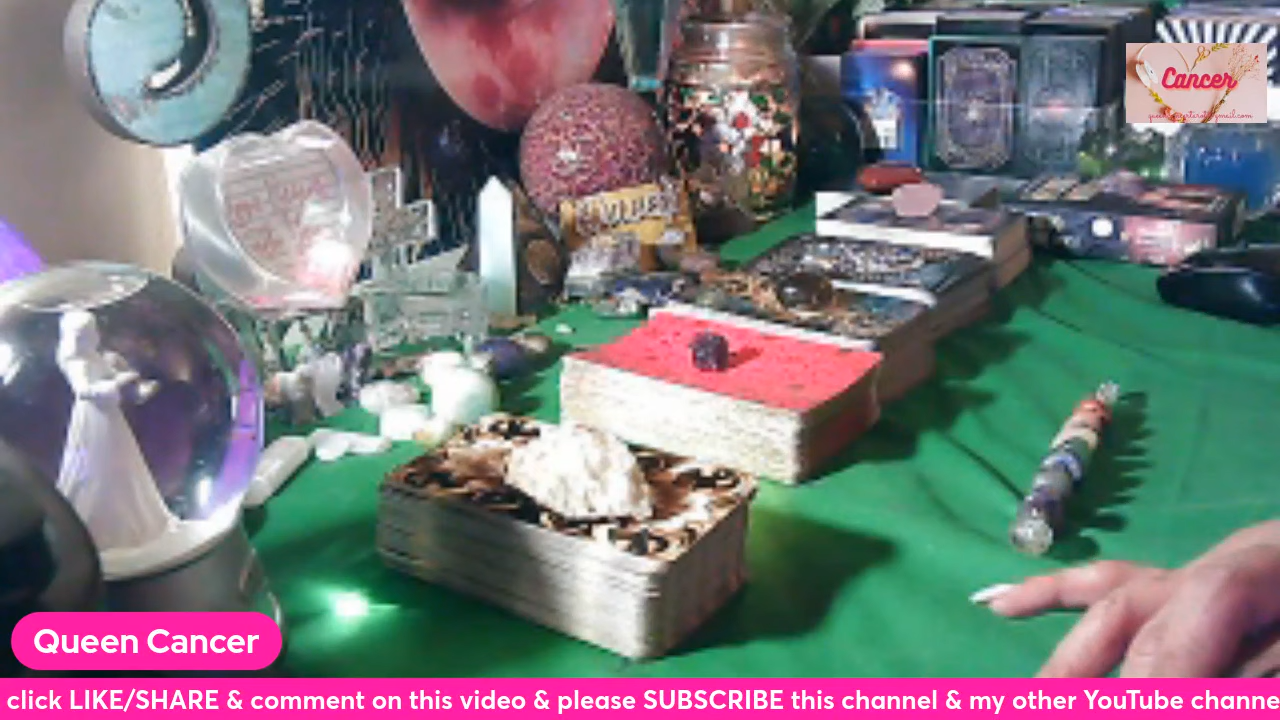 Cancer
Queen Cancer
click LIKE/SHARE & comment on this video & please SUBSCRIBE this channel & my other YouTube channe